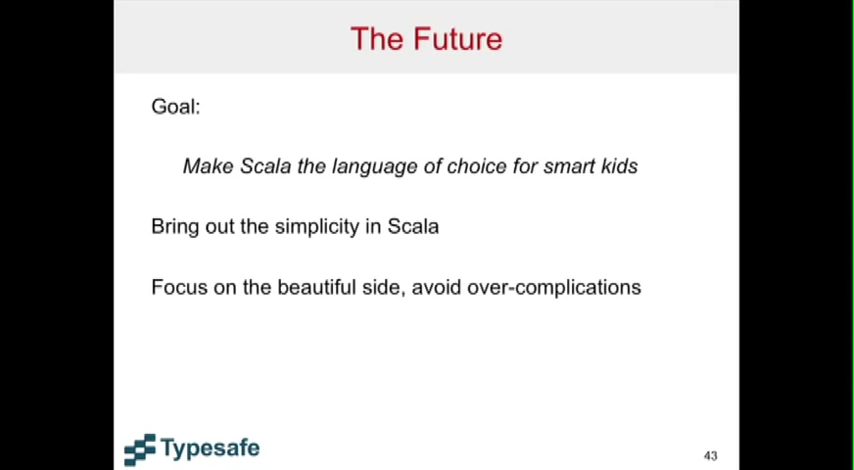 The Future
Goal:
Make Scala the language of choice for smart kids
Bring out the simplicity in Scala
Focus on the beautiful side, avoid over-complications
Typesafe
43